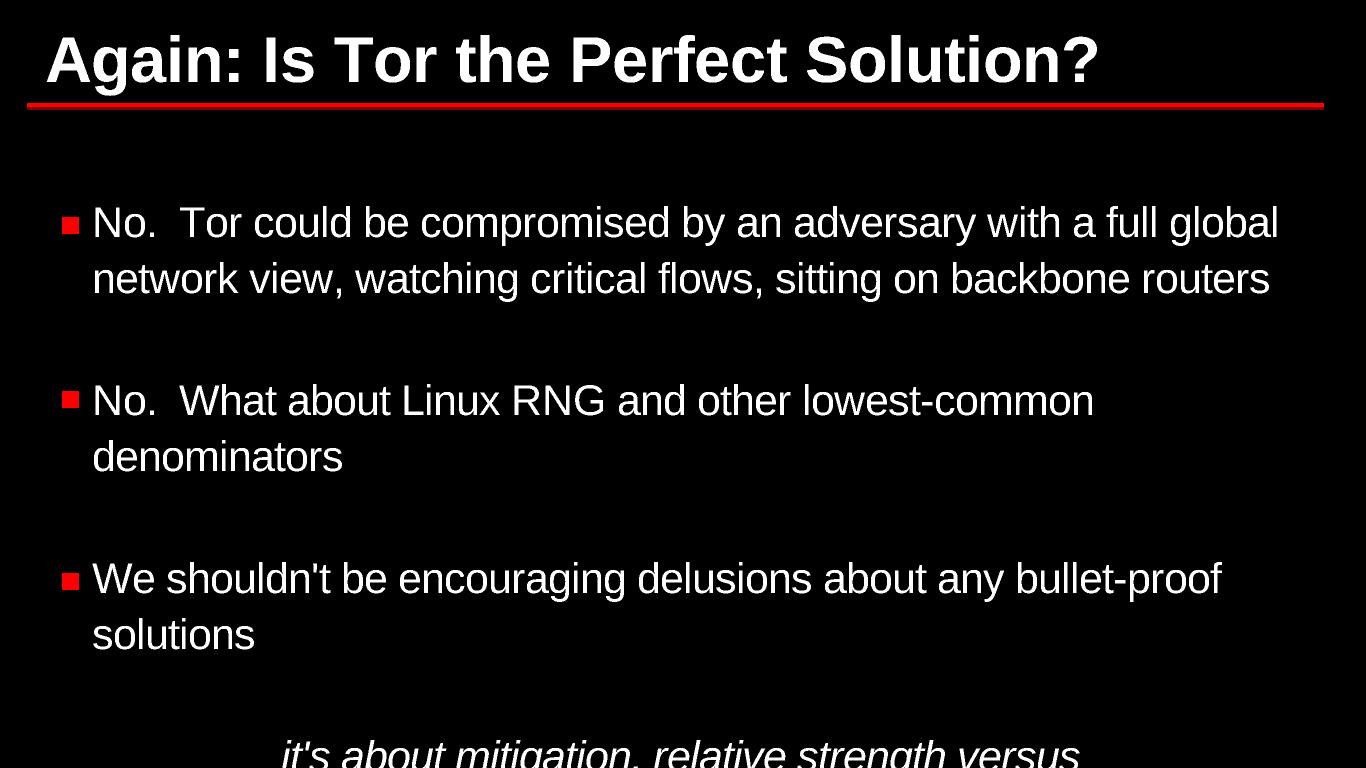 Again: Is Tor the Perfect Solution?
No.  Tor could be compromised by an adversary with a full global
network view, watching critical flows, sitting on backbone routers
No.  What about Linux RNG and other lowest-common
denominators
We shouldn't be encouraging delusions about any bullet-proof
solutions
it's about mitigation, relative strength versus